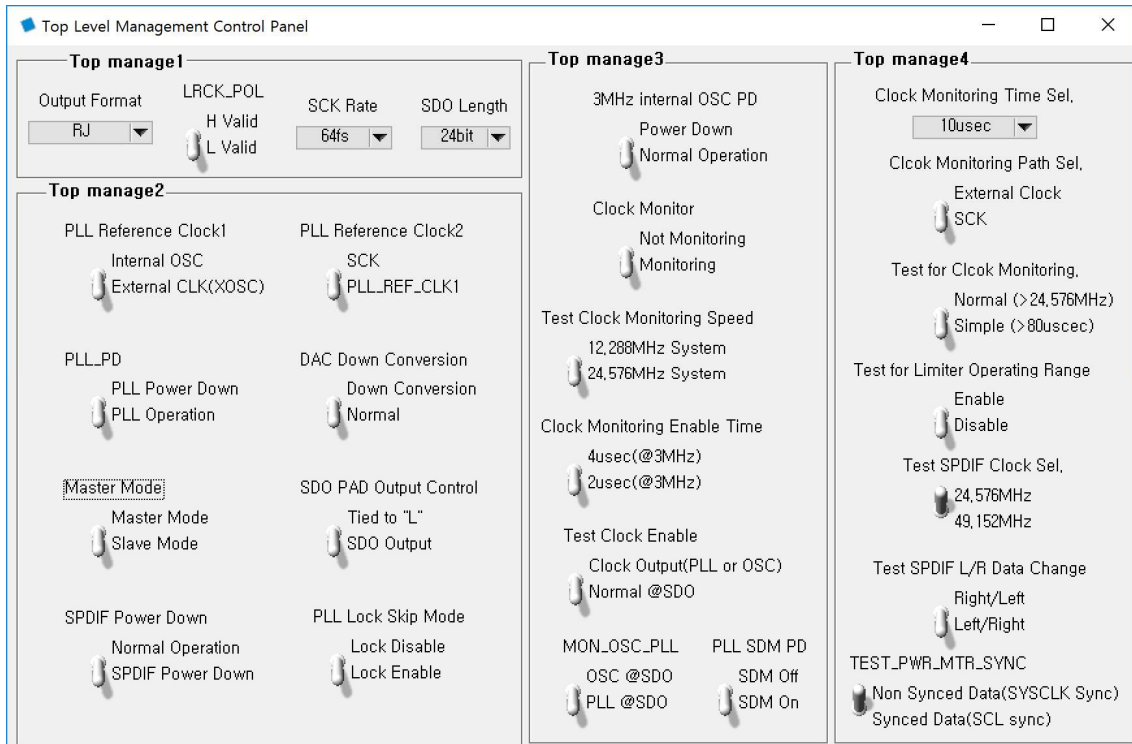 Top Level Management Control Panel
Top manage1
Output Format
RJ
LRCK_POL
H Valid
L Valid
SCK Rate
64fs
SDO Length
24bit
Top manage2
PLL Reference Clock1
Internal OSC
External CLK(XOSC)
PLL Reference Clock2
SCK
PLL_REF_CLK1
PLL_PD
PLL Power Down
PLL Operation
DAC Down Conversion
Down Conversion
Normal
Master Mode
Master Mode
Slave Mode
SDO PAD Output Control
Tied to "L"
SDO Output
SPDIF Power Down
Normal Operation
SPDIF Power Down
PLL Lock Skip Mode
Lock Disable
Lock Enable
Top manage3
3MHz internal OSC PD
Power Down
Normal Operation
Clock Monitor
Not Monitoring
Monitoring
Test Clock Monitoring Speed
12,288MHz System
24,576MHz System
Clock Monitoring Enable Time
4usec(@3MHz)
2usec(@3MHz)
Test Clock Enable
Clock Output(PLL or OSC)
Normal @SDO
MON_OSC_PLL
OSC @SDO
PLL @SDO
PLL SDM PD
SDM Off
SDM On
Top manage4
Clock Monitoring Time Sel,
10usec
Clcok Monitoring Path Sel,
External Clock
SCK
Test for Clcok Monitoring,
Normal (>24,576MHz)
Simple (>80uscec)
Test for Limiter Operating Range
Enable
Disable
Test SPDIF Clock Sel,
24,576MHz
49,152MHz
Test SPDIF L/R Data Change
Right/Left
Left/Right
TEST_PWR_MTR_SYNC
Non Synced Data(SYSCLK Sync)
Synced Data(SCL sync)